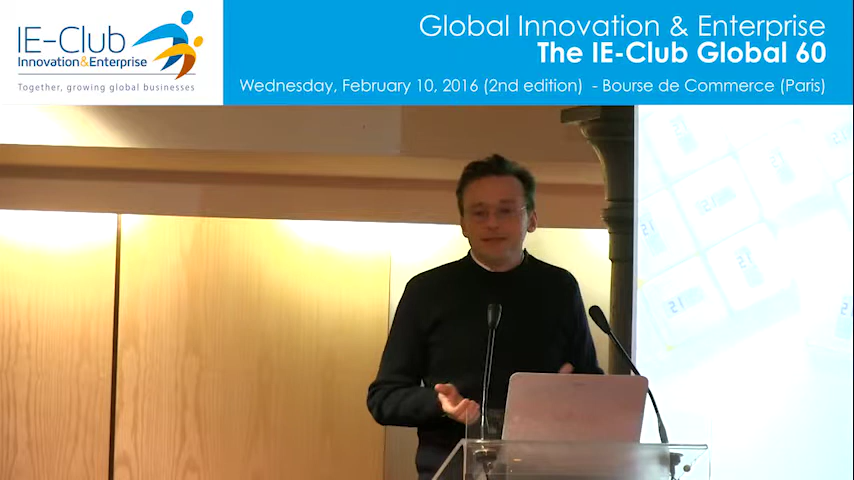 IE-Club
Innovation&Enterprise
Together, growing global businesses
Global Innovation & Enterprise
The IE-Club Global 60
Wednesday, February 10, 2016 (2nd edition) - Bourse de Commerce (Paris)